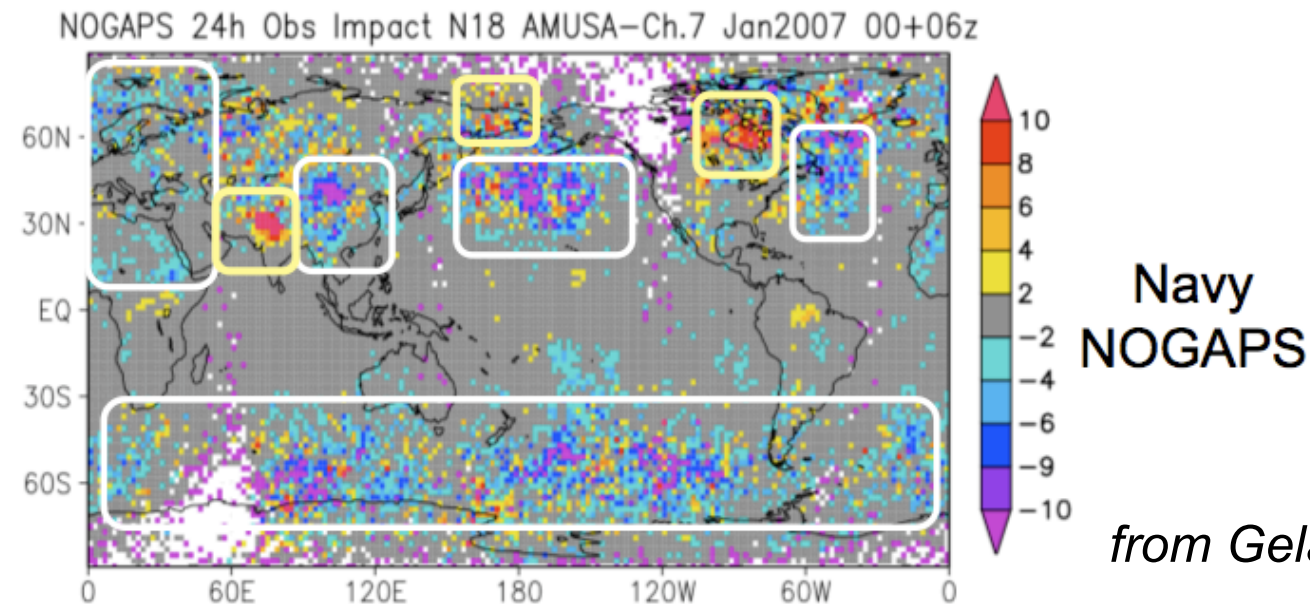 NOGAPS 24h Obs Impact N18 AMUSA-Ch.7 Jan2007 00+06z
60N
30N
EQ
30S
60S
0
60E
120E
180
120W
60W
0
10
8
6
4
2
-2
-4
-6
-9
-10
Navy
NOGAPS
from